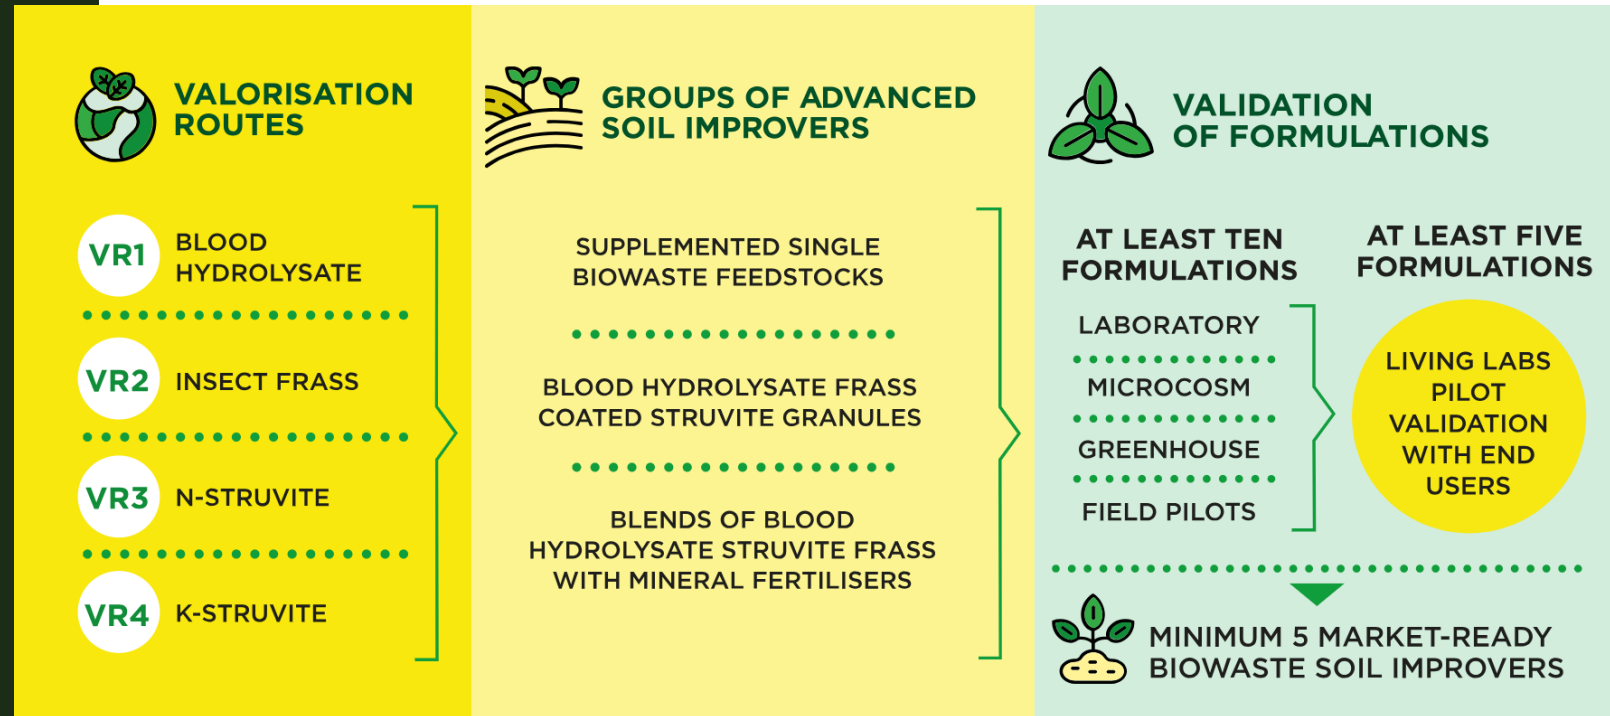 VALORISATION
ROUTES
VR1
BLOOD
HYDROLYSATE
VR2
INSECT FRASS
VR3
N-STRUVITE
VR4
K-STRUVITE
GROUPS OF ADVANCED
SOIL IMPROVERS
SUPPLEMENTED SINGLE
BIOWASTE FEEDSTOCKS
BLOOD HYDROLYSATE FRASS
COATED STRUVITE GRANULES
BLENDS OF BLOOD
HYDROLYSATE STRUVITE FRASS
WITH MINERAL FERTILISERS
VALIDATION
OF FORMULATIONS
AT LEAST TEN
FORMULATIONS
LABORATORY
MICROCOSM
GREENHOUSE
FIELD PILOTS
AT LEAST FIVE
FORMULATIONS
LIVING LABS
PILOT
VALIDATION
WITH END
USERS
MINIMUM 5 MARKET-READY
BIOWASTE SOIL IMPROVERS